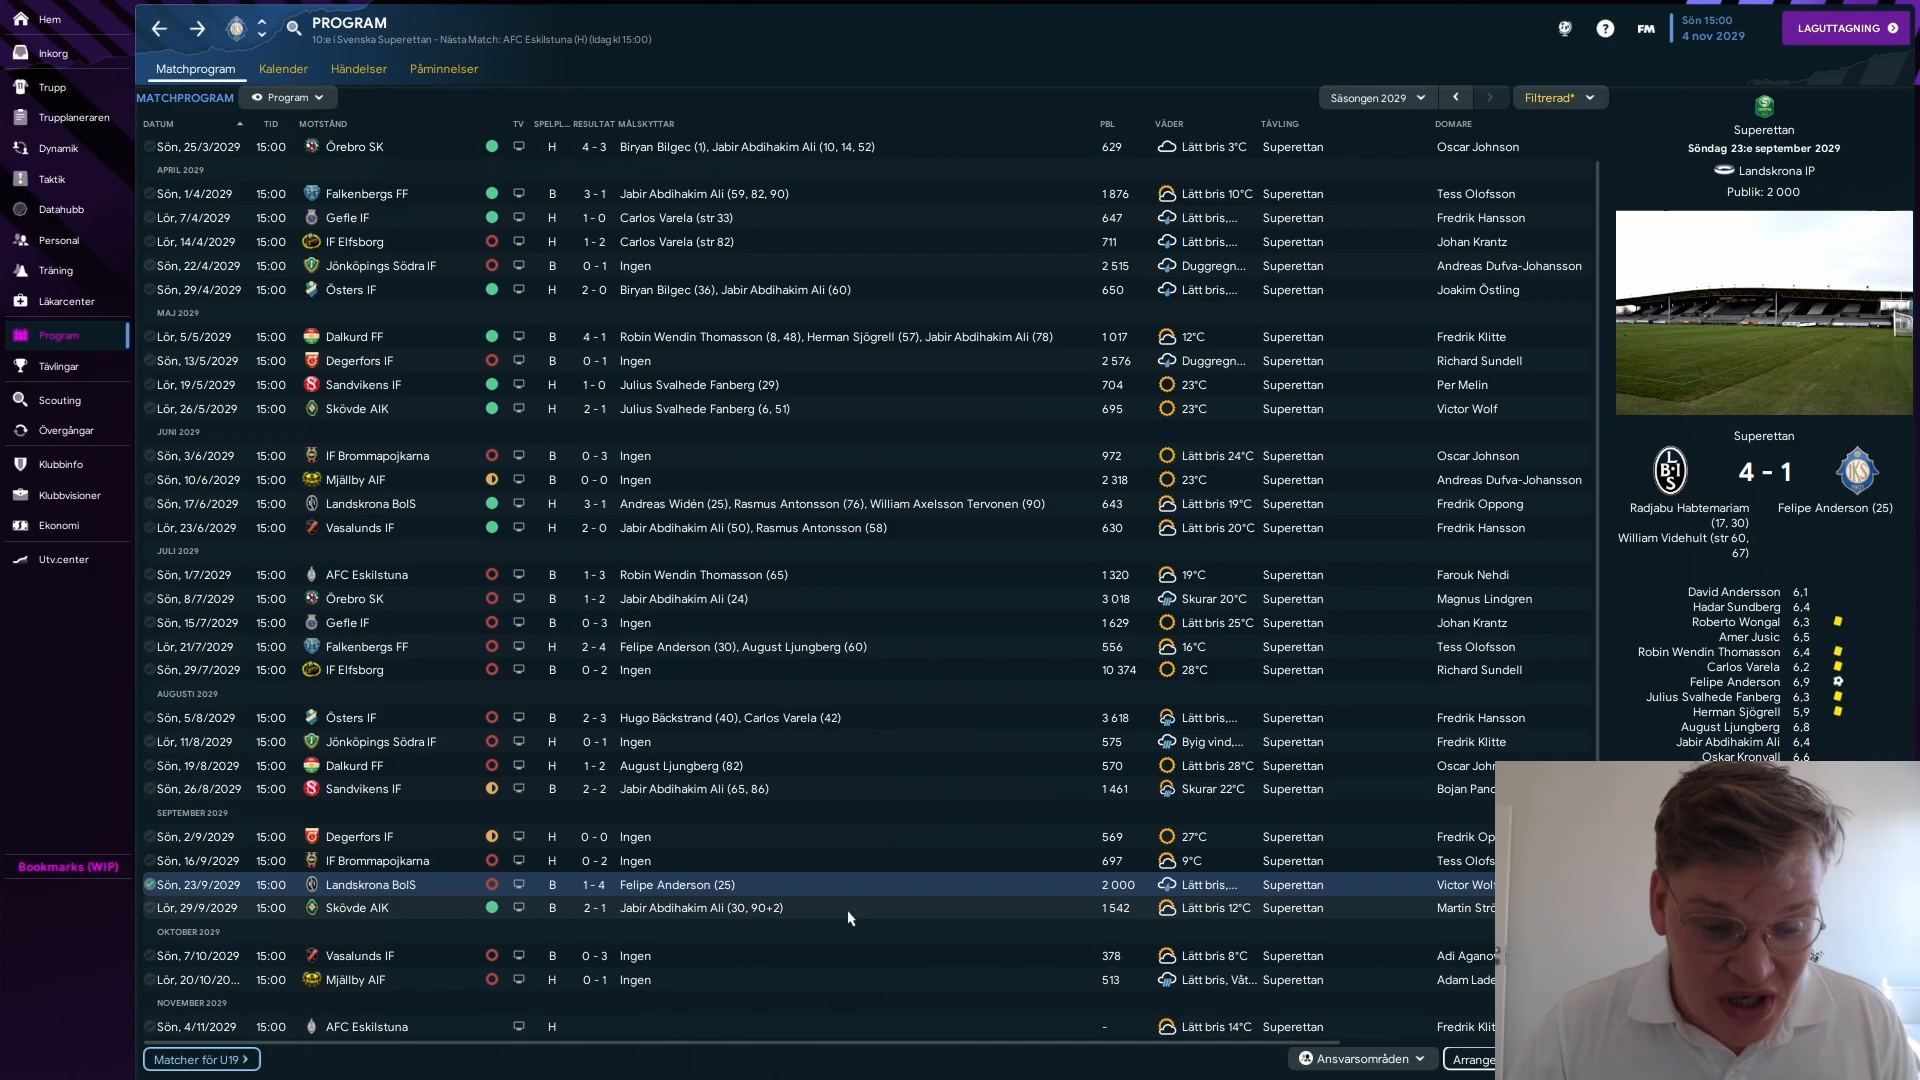 Hem
Inkorg
Trupp
Trupplaneraren
Dynamik
Taktik
Datahubb
Personal
Träning
Läkarcenter
Program
Tävlingar
Scouting
Övergångar
Klubbinfo
Klubbvisioner
Ekonomi
Utv.center
Bookmarks (WIP)
PROGRAM
10:e i Svenska Superettan - Nästa Match: AFC Eskilstuna (H) (Idag kl 15:00)
FM
Sön 15:00
4 nov 2029
LAGUTTAGNING
Matchprogram Kalender Händelser Påminnelser
MATCHPROGRAM Program Säsongen 2029 Filtrerad*
DATUM TID MOTSTÅND TV SPELPL... RESULTAT MÅLSKYTTAR PBL VÄDER TÄVLING DOMARE
Sön, 25/3/2029 15:00 Örebro SK H 4 - 3 Biryan Bilgec (1), Jabir Abdihakim Ali (10, 14, 52) 629 Lätt bris 3°C Superettan Oscar Johnson
APRIL 2029
Sön, 1/4/2029 15:00 Falkenbergs FF B 3 - 1 Jabir Abdihakim Ali (59, 82, 90) 1 876 Lätt bris 10°C Superettan Tess Olofsson
Lör, 7/4/2029 15:00 Gefle IF H 1 - 0 Carlos Varela (str 33) 647 Lätt bris,... Superettan Fredrik Hansson
Lör, 14/4/2029 15:00 IF Elfsborg H 1 - 2 Carlos Varela (str 82) 711 Lätt bris,... Superettan Johan Krantz
Sön, 22/4/2029 15:00 Jönköpings Södra IF B 0 - 1 Ingen 2 515 Duggregn... Superettan Andreas Dufva-Johansson
Sön, 29/4/2029 15:00 Östers IF H 2 - 0 Biryan Bilgec (36), Jabir Abdihakim Ali (60) 650 Lätt bris,... Superettan Joakim Östling
MAJ 2029
Lör, 5/5/2029 15:00 Dalkurd FF B 4 - 1 Robin Wendin Thomasson (8, 48), Herman Sjögrell (57), Jabir Abdihakim Ali (78) 1 017 12°C Superettan Fredrik Klitte
Sön, 13/5/2029 15:00 Degerfors IF B 0 - 1 Ingen 2 576 Duggregn... Superettan Richard Sundell
Lör, 19/5/2029 15:00 Sandvikens IF H 1 - 0 Julius Svalhede Fanberg (29) 704 23°C Superettan Per Melin
Lör, 26/5/2029 15:00 Skövde AIK H 2 - 1 Julius Svalhede Fanberg (6, 51) 695 23°C Superettan Victor Wolf
JUNI 2029
Sön, 3/6/2029 15:00 IF Brommapojkarna B 0 - 3 Ingen 972 Lätt bris 24°C Superettan Oscar Johnson
Sön, 10/6/2029 15:00 Mjällby AIF B 0 - 0 Ingen 2 318 23°C Superettan Andreas Dufva-Johansson
Sön, 17/6/2029 15:00 Landskrona BoIS H 3 - 1 Andreas Widén (25), Rasmus Antonsson (76), William Axelsson Tervonen (90) 643 Lätt bris 19°C Superettan Fredrik Oppong
Lör, 23/6/2029 15:00 Vasalunds IF H 2 - 0 Jabir Abdihakim Ali (50), Rasmus Antonsson (58) 630 Lätt bris 20°C Superettan Fredrik Hansson
JULI 2029
Sön, 1/7/2029 15:00 AFC Eskilstuna B 1 - 3 Robin Wendin Thomasson (65) 1 320 19°C Superettan Farouk Nehdi
Sön, 8/7/2029 15:00 Örebro SK B 1 - 2 Jabir Abdihakim Ali (24) 3 018 Skurar 20°C Superettan Magnus Lindgren
Sön, 15/7/2029 15:00 Gefle IF B 0 - 3 Ingen 1 629 Lätt bris 25°C Superettan Johan Krantz
Lör, 21/7/2029 15:00 Falkenbergs FF H 2 - 4 Felipe Anderson (30), August Ljungberg (60) 556 16°C Superettan Tess Olofsson
Sön, 29/7/2029 15:00 IF Elfsborg B 0 - 2 Ingen 10 374 28°C Superettan Richard Sundell
AUGUSTI 2029
Sön, 5/8/2029 15:00 Östers IF B 2 - 3 Hugo Bäckstrand (40), Carlos Varela (42) 3 618 Lätt bris,... Superettan Fredrik Hansson
Lör, 11/8/2029 15:00 Jönköpings Södra IF H 0 - 1 Ingen 575 Byig vind,... Superettan Fredrik Klitte
Sön, 19/8/2029 15:00 Dalkurd FF H 1 - 2 August Ljungberg (82) 570 Lätt bris 28°C Superettan Oscar Johr
Sön, 26/8/2029 15:00 Sandvikens IF B 2 - 2 Jabir Abdihakim Ali (65, 86) 1 461 Skurar 22°C Superettan Bojan Panc
SEPTEMBER 2029
Sön, 2/9/2029 15:00 Degerfors IF H 0 - 0 Ingen 569 27°C Superettan Fredrik Op
Sön, 16/9/2029 15:00 IF Brommapojkarna H 0 - 2 Ingen 697 9°C Superettan Tess Olofs
Sön, 23/9/2029 15:00 Landskrona BoIS B 1 - 4 Felipe Anderson (25) 2 000 Lätt bris,... Superettan Victor Wol
Lör, 29/9/2029 15:00 Skövde AIK B 2 - 1 Jabir Abdihakim Ali (30, 90+2) 1 542 Lätt bris 12°C Superettan Martin Strö
OKTOBER 2029
Sön, 7/10/2029 15:00 Vasalunds IF B 0 - 3 Ingen 378 Lätt bris 8°C Superettan Adi Agano
Lör, 20/10/20... 15:00 Mjällby AIF H 0 - 1 Ingen 513 Lätt bris, Våt... Superettan Adam Lade
NOVEMBER 2029
Sön, 4/11/2029 15:00 AFC Eskilstuna H - Lätt bris 14°C Superettan Fredrik Klit
Matcher för U19 Ansvarsområden Arrange
Superettan
Söndag 23:e september 2029
Landskrona IP
Publik: 2 000
Superettan
LBIS 4 - 1 IKS
Radjabu Habtemariam (17, 30)
William Videhult (str 60, 67)
Felipe Anderson (25)
David Andersson 6,1
Hadar Sundberg 6,4
Roberto Wongal 6,3
Amer Jusic 6,5
Robin Wendin Thomasson 6,4
Carlos Varela 6,2
Felipe Anderson 6,9
Julius Svalhede Fanberg 6,3
Herman Sjögrell 5,9
August Ljungberg 6,8
Jabir Abdihakim Ali 6,4
Oskar Kronvall 6,6